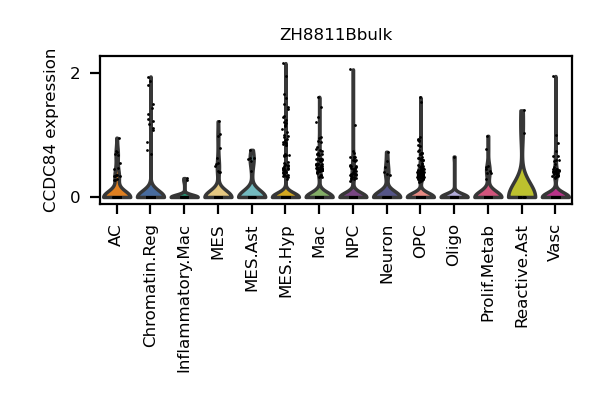 ZH8811Bbulk
CCDC84 expression
2
0
AC
Chromatin.Reg
Inflammatory.Mac
MES
MES.Ast
MES.Hyp
Mac
NPC
Neuron
OPC
Oligo
Prolif.Metab
Reactive.Ast
Vasc